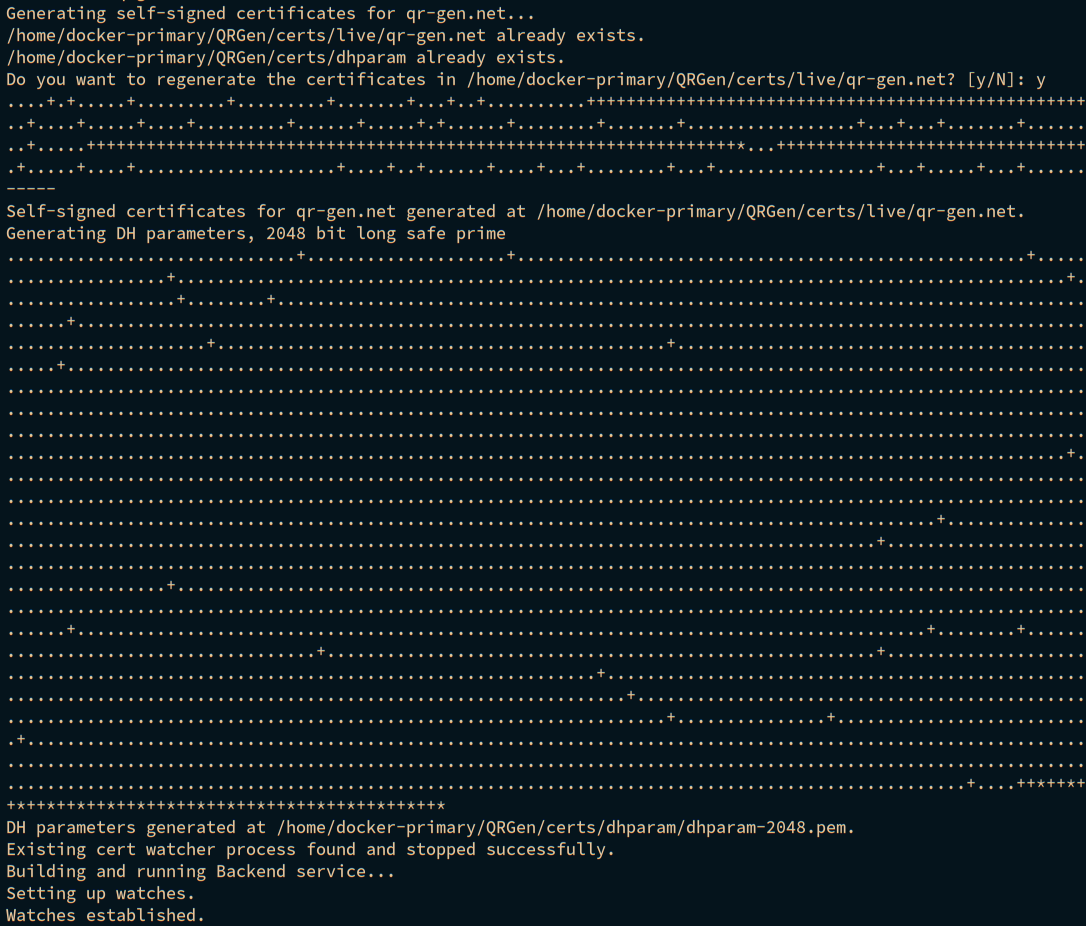 Generating self-signed certificates for qr-gen.net...
/home/docker-primary/QRGen/certs/live/qr-gen.net already exists.
/home/docker-primary/QRGen/certs/dhparam already exists.
Do you want to regenerate the certificates in /home/docker-primary/QRGen/certs/live/qr-gen.net? [y/N]: y
-----
Self-signed certificates for qr-gen.net generated at /home/docker-primary/QRGen/certs/live/qr-gen.net.
Generating DH parameters, 2048 bit long safe prime
DH parameters generated at /home/docker-primary/QRGen/certs/dhparam/dhparam-2048.pem.
Existing cert watcher process found and stopped successfully.
Building and running Backend service...
Setting up watches.
Watches established.